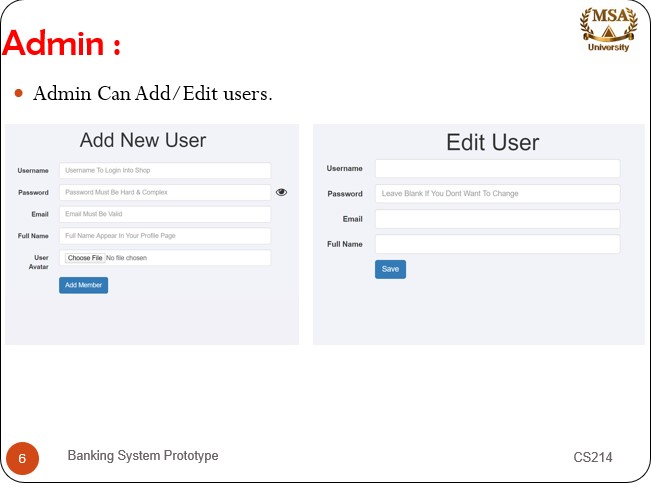 MSA
University
Admin :
Admin Can Add/Edit users.
Add New User
Username
Username To Login Into Shop
Password
Password Must Be Hard & Complex
Email
Email Must Be Valid
Full Name
Full Name Appear In Your Profile Page
User
Avatar
Choose File No file chosen
Add Member
Edit User
Username
Password
Leave Blank If You Dont Want To Change
Email
Full Name
Save
6
Banking System Prototype
CS214